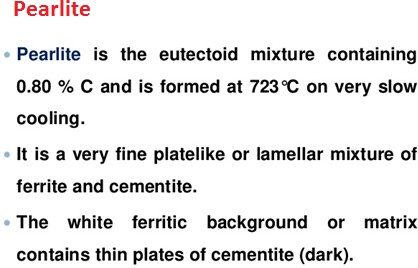 Pearlite
• Pearlite is the eutectoid mixture containing
0.80 % C and is formed at 723°C on very slow
cooling.
• It is a very fine platelike or lamellar mixture of
ferrite and cementite.
• The white ferritic background or matrix
contains thin plates of cementite (dark).